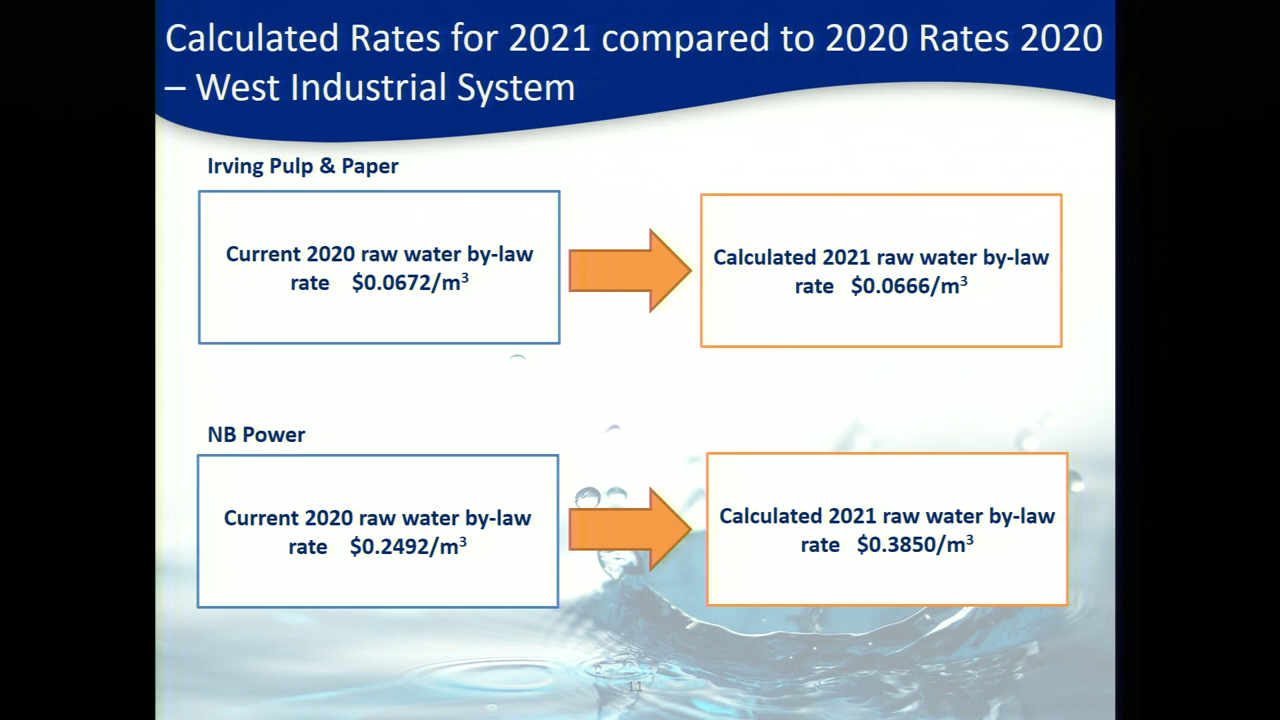 Calculated Rates for 2021 compared to 2020 Rates 2020
– West Industrial System
Irving Pulp & Paper
Current 2020 raw water by-law
rate $0.0672/m³
Calculated 2021 raw water by-law
rate $0.0666/m³
NB Power
Current 2020 raw water by-law
rate $0.2492/m³
Calculated 2021 raw water by-law
rate $0.3850/m³
11